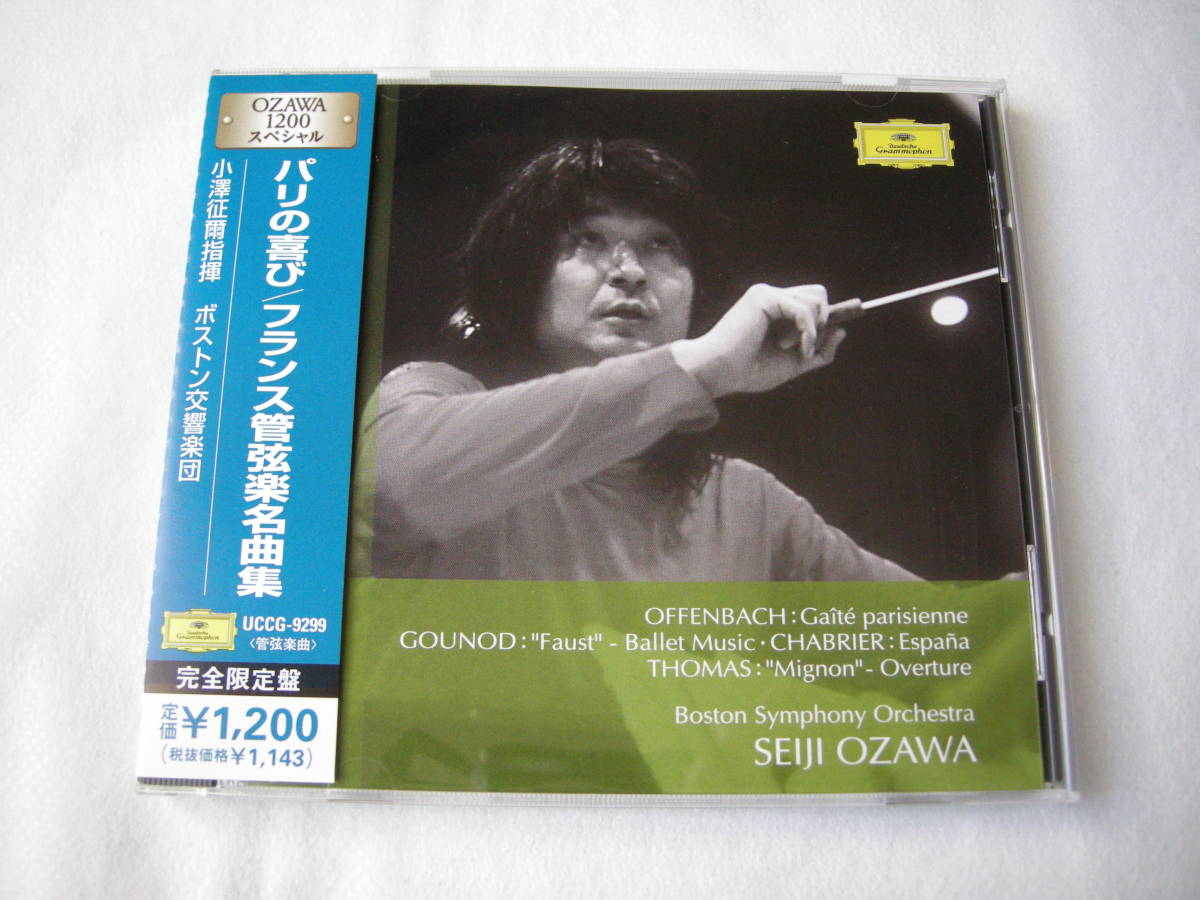 OZAWA
1200
スペシャル
パリの喜び/フランス管弦楽名曲集
小澤征爾指揮 ボストン交響楽団
Deutsche
Grammophon
UCCG-9299
〈管弦楽曲〉
完全限定盤
定価¥1,200
(税抜価格¥1,143)
Deutsche
Grammophon
OFFENBACH:Gaîté parisienne
GOUNOD:"Faust" - Ballet Music・CHABRIER:España
THOMAS:"Mignon"- Overture
Boston Symphony Orchestra
SEIJI OZAWA